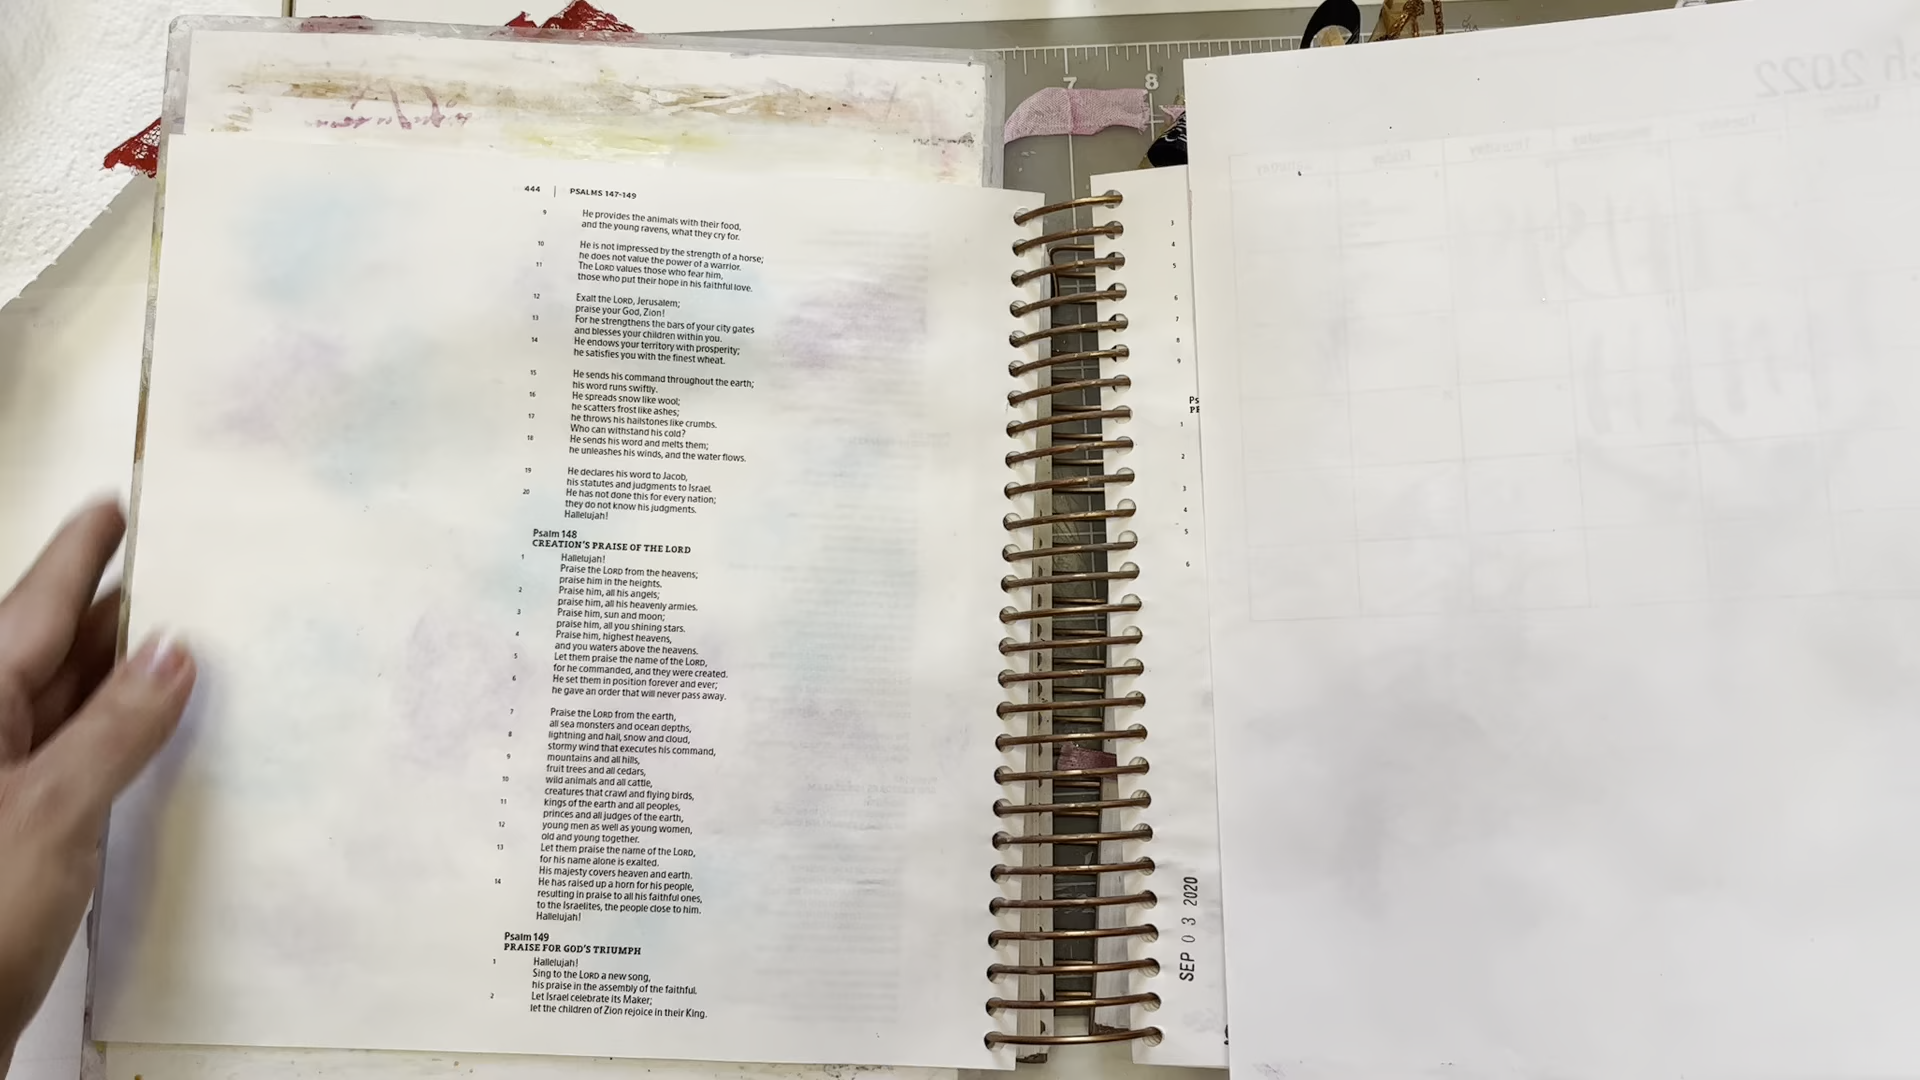 7 8
444 | PSALMS 147-149
9 He provides the animals with their food,
and the young ravens, what they cry for.
10 He is not impressed by the strength of a horse;
he does not value the power of a warrior.
11 The LORD values those who fear him,
those who put their hope in his faithful love.
12 Exalt the LORD, Jerusalem;
praise your God, Zion!
13 For he strengthens the bars of your city gates
and blesses your children within you.
14 He endows your territory with prosperity;
he satisfies you with the finest wheat.
15 He sends his command throughout the earth;
his word runs swiftly.
16 He spreads snow like wool;
he scatters frost like ashes;
17 he throws his hailstones like crumbs.
Who can withstand his cold?
18 He sends his word and melts them;
he unleashes his winds, and the water flows.
19 He declares his word to Jacob,
his statutes and judgments to Israel.
20 He has not done this for every nation;
they do not know his judgments.
Hallelujah!
Psalm 148
CREATION'S PRAISE OF THE LORD
1 Hallelujah!
Praise the LORD from the heavens;
praise him in the heights.
2 Praise him, all his angels;
praise him, all his heavenly armies.
3 Praise him, sun and moon;
praise him, all you shining stars.
4 Praise him, highest heavens,
and you waters above the heavens.
5 Let them praise the name of the LORD,
for he commanded, and they were created.
6 He set them in position forever and ever;
he gave an order that will never pass away.
7 Praise the LORD from the earth,
all sea monsters and ocean depths,
8 lightning and hail, snow and cloud,
stormy wind that executes his command,
9 mountains and all hills,
fruit trees and all cedars,
10 wild animals and all cattle,
creatures that crawl and flying birds,
11 kings of the earth and all peoples,
princes and all judges of the earth,
12 young men as well as young women,
old and young together.
13 Let them praise the name of the LORD,
for his name alone is exalted.
His majesty covers heaven and earth.
14 He has raised up a horn for his people,
resulting in praise to all his faithful ones,
to the Israelites, the people close to him.
Hallelujah!
Psalm 149
PRAISE FOR GOD'S TRIUMPH
1 Hallelujah!
Sing to the LORD a new song,
his praise in the assembly of the faithful.
2 Let Israel celebrate its Maker;
let the children of Zion rejoice in their King.
3
4
5
6
7
8
9
Ps
PR
1
2
3
4
5
6
SEP 03 2020
ch 2022
Saturday Friday Thursday